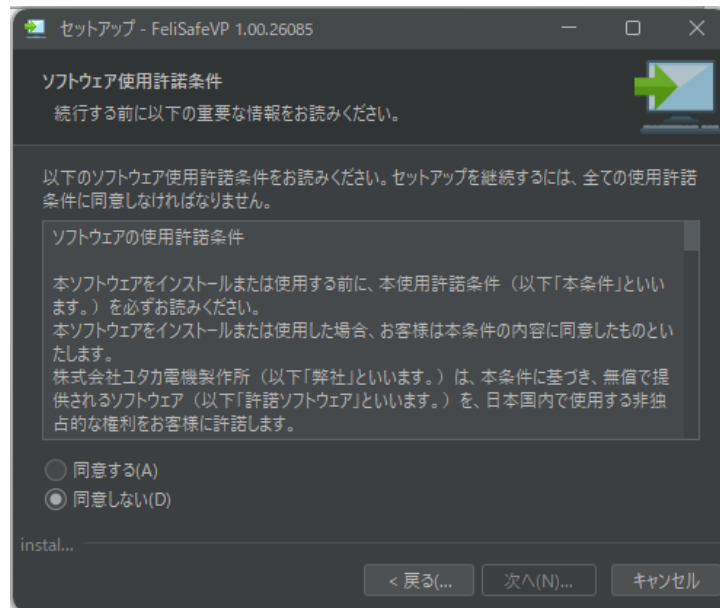 セットアップ - FeliSafeVP 1.00.26085
ソフトウェア使用許諾条件
続行する前に以下の重要な情報をお読みください。
以下のソフトウェア使用許諾条件をお読みください。セットアップを継続するには、全ての使用許諾
条件に同意しなければなりません。
ソフトウェアの使用許諾条件
本ソフトウェアをインストールまたは使用する前に、本使用許諾条件（以下「本条件」といい
ます。）を必ずお読みください。
本ソフトウェアをインストールまたは使用した場合、お客様は本条件の内容に同意したものとい
たします。
株式会社ユタカ電機製作所（以下「弊社」といいます。）は、本条件に基づき、無償で提
供されるソフトウェア（以下「許諾ソフトウェア」といいます。）を、日本国内で使用する非独
占的な権利をお客様に許諾します。
同意する(A)
同意しない(D)
instal...
< 戻る(...
次へ(N)...
キャンセル